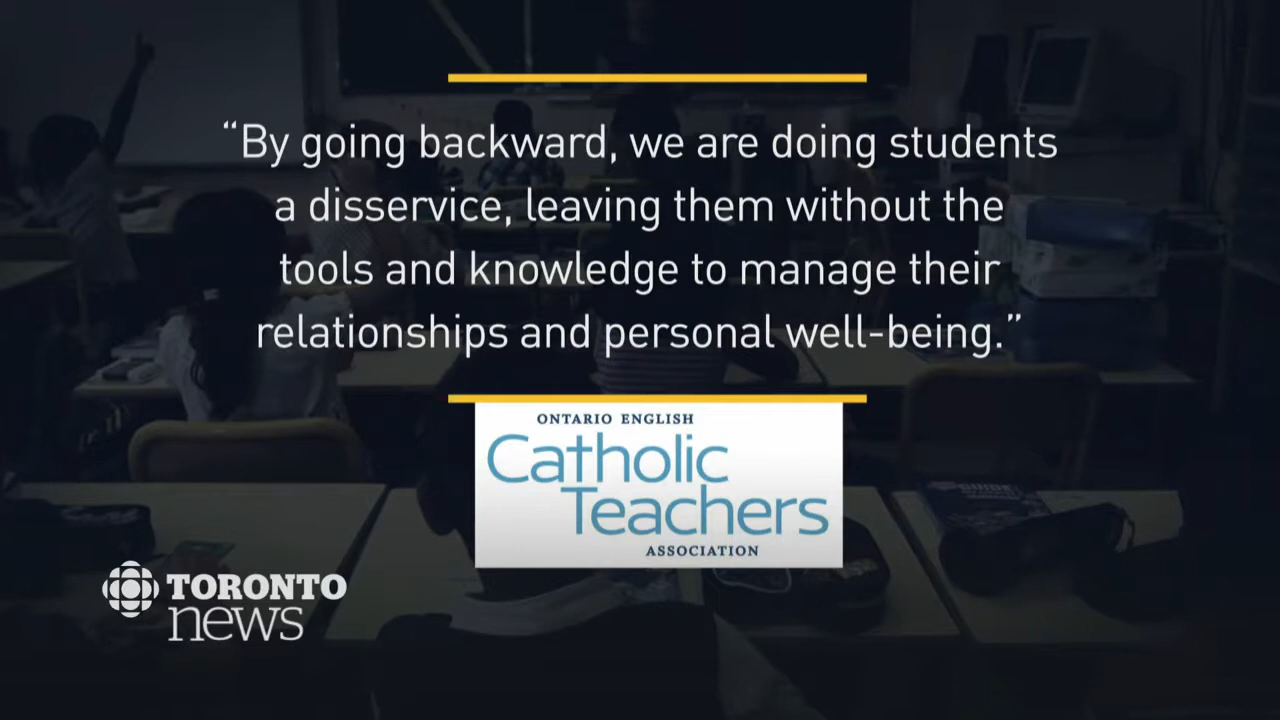 “By going backward, we are doing students
a disservice, leaving them without the
tools and knowledge to manage their
relationships and personal well-being.”
ONTARIO ENGLISH
Catholic
Teachers
ASSOCIATION
TORONTO
news